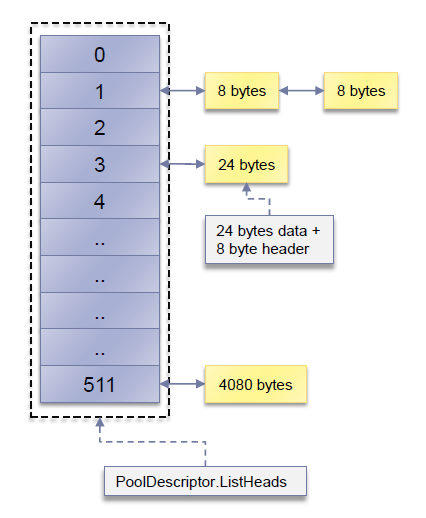 0
1
8 bytes
8 bytes
2
3
24 bytes
4
24 bytes data +
8 byte header
..
..
..
..
511
4080 bytes
PoolDescriptor.ListHeads